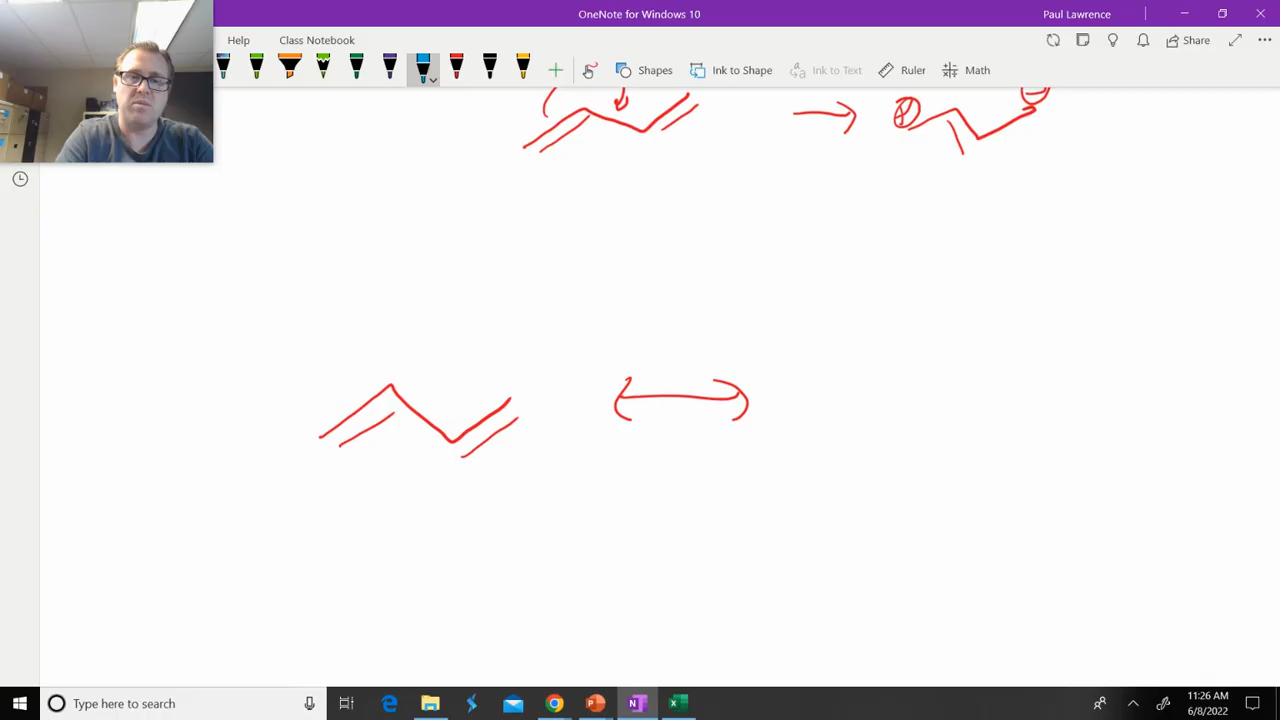 OneNote for Windows 10
Paul Lawrence
Help
Class Notebook
Share
Shapes
Ink to Shape
Ink to Text
Ruler
Math
⊕
⊖
Type here to search
11:26 AM
6/8/2022